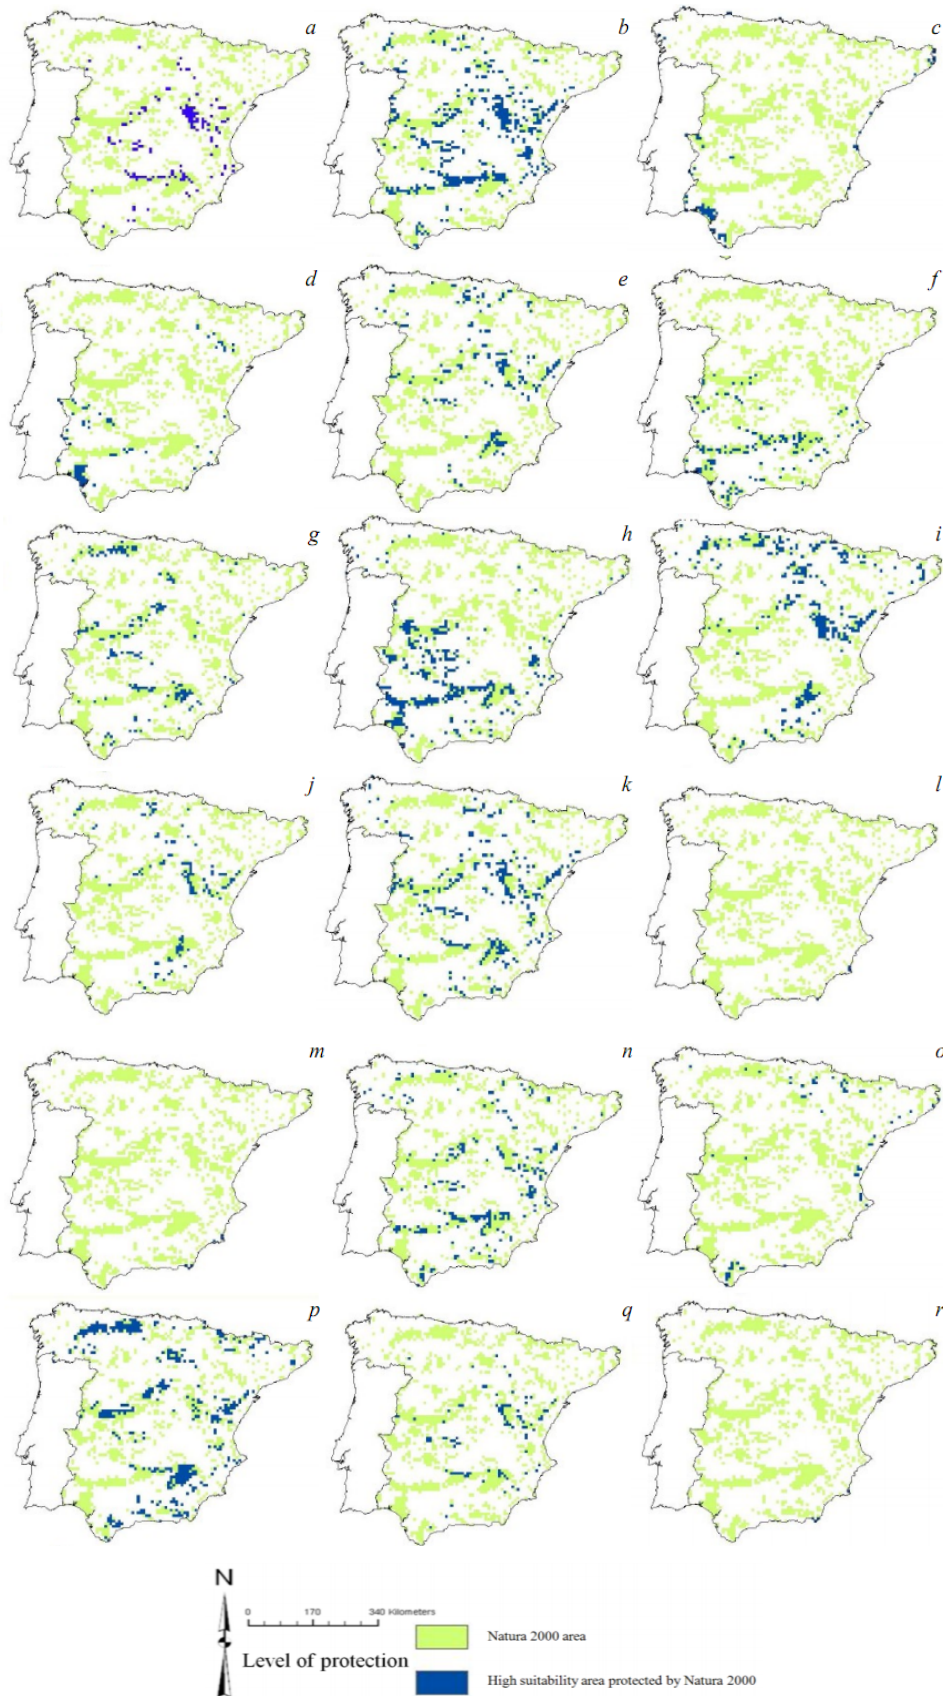 a b c
d e f
g h i
j k l
m n o
p q r
N
0 170 340 Kilometers
Level of protection
Natura 2000 area
High suitability area protected by Natura 2000